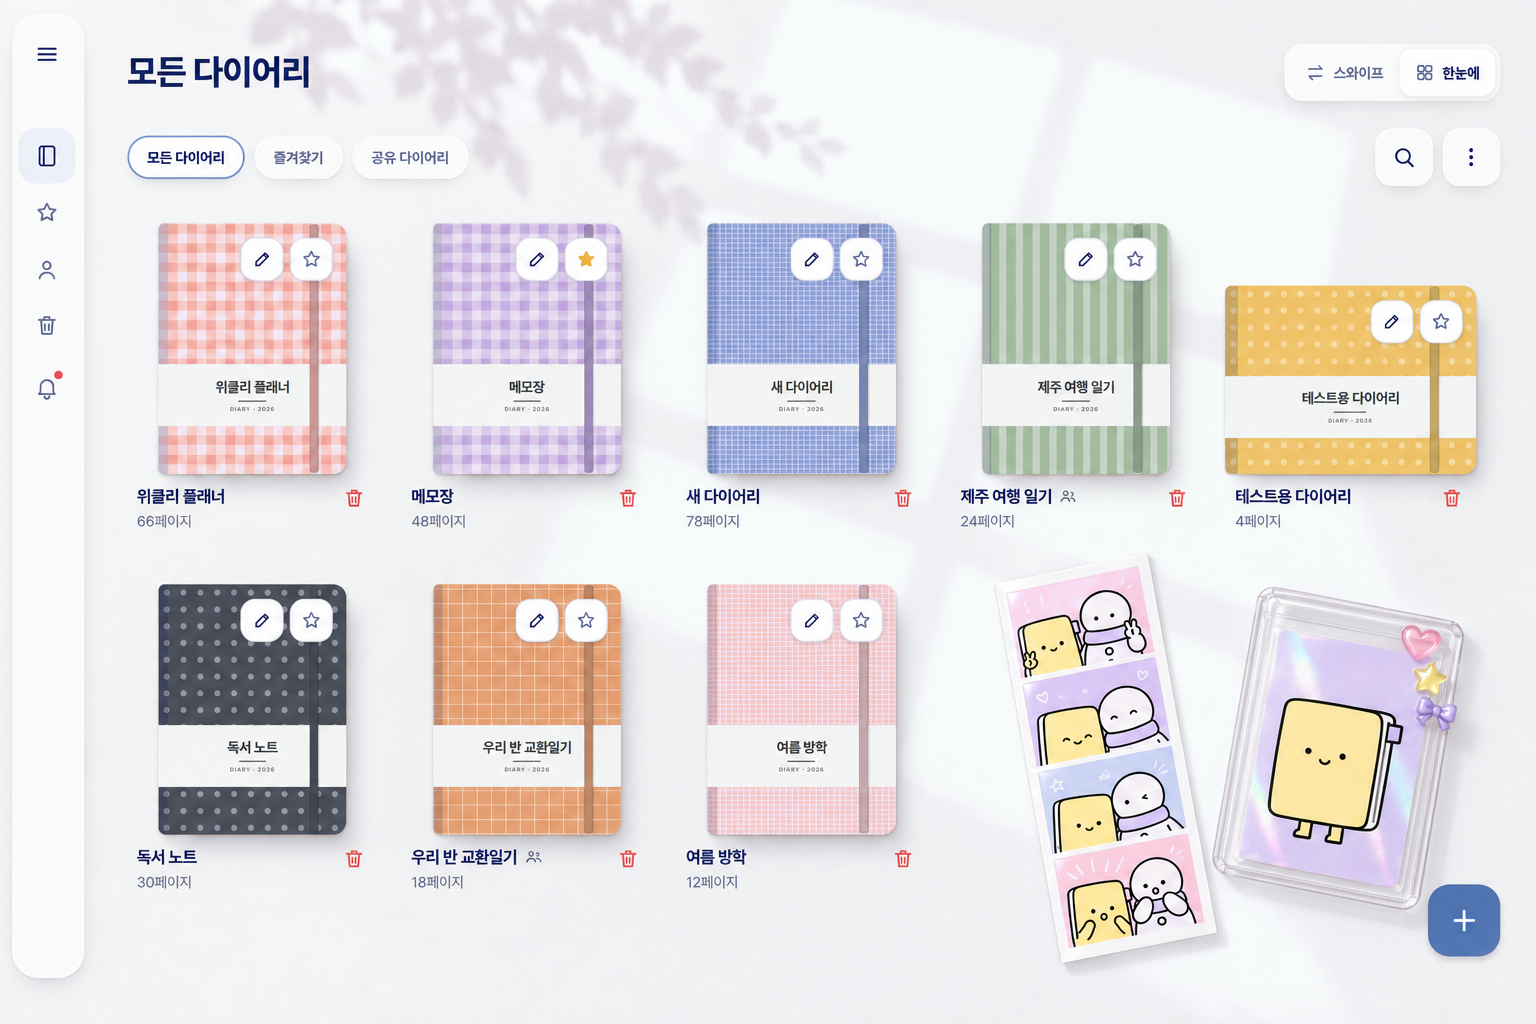 모든 다이어리
스와이프
한눈에
모든 다이어리
즐겨찾기
공유 다이어리
위클리 플래너
DIARY · 2026
메모장
DIARY · 2026
새 다이어리
DIARY · 2026
제주 여행 일기
DIARY · 2026
테스트용 다이어리
DIARY · 2026
위클리 플래너
66페이지
메모장
48페이지
새 다이어리
78페이지
제주 여행 일기
24페이지
테스트용 다이어리
4페이지
독서 노트
DIARY · 2026
우리 반 교환일기
DIARY · 2026
여름 방학
DIARY · 2026
독서 노트
30페이지
우리 반 교환일기
18페이지
여름 방학
12페이지